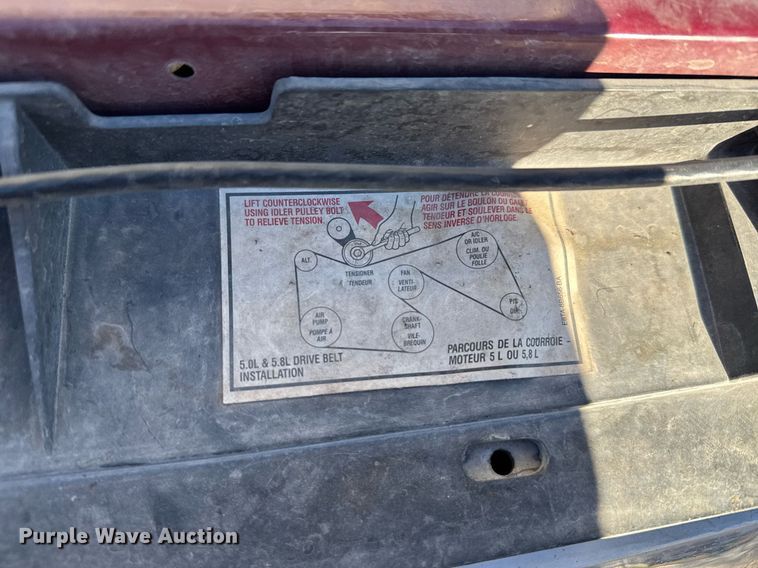 LIFT COUNTERCLOCKWISE
USING IDLER PULLEY BOLT
TO RELIEVE TENSION.
POUR DÉTENDRE LA
AGIR SUR LE BOULON DU GALET
TENDEUR ET SOULEVER DANS LE
SENS INVERSE D'HORLOGE.
ALT.
TENSIONER
TENDEUR
A/C
OR IDLER
CLIM. OU
POULIE
FOLLE
FAN
VENTI-
LATEUR
P/S
AIR
PUMP
POMPE À
AIR
CRANK-
SHAFT
VILE-
BREQUIN
5.0L & 5.8L DRIVE BELT
INSTALLATION
PARCOURS DE LA COURROIE -
MOTEUR 5 L OU 5,8 L
Purple Wave Auction